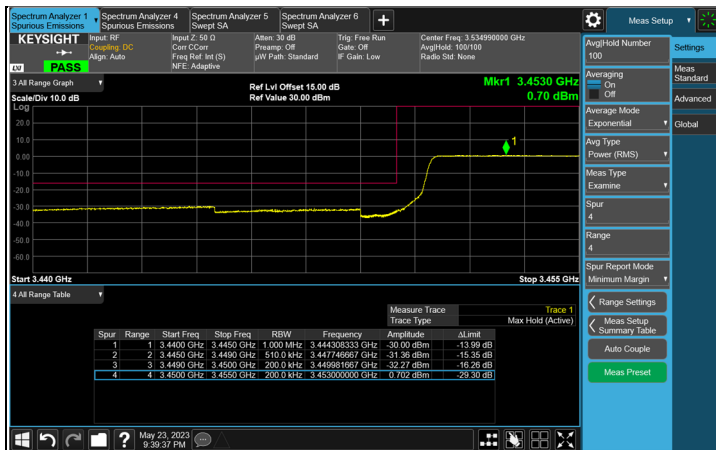 Spectrum Analyzer 1
Spurious Emissions
Spectrum Analyzer 4
Spurious Emissions
Spectrum Analyzer 5
Swept SA
Spectrum Analyzer 6
Swept SA
+
Meas Setup
KEYSIGHT
LXI
PASS
Input: RF
Coupling: DC
Align: Auto
Input Z: 50 Ω
Corr CCorr
Freq Ref: Int (S)
NFE: Adaptive
Atten: 30 dB
Preamp: Off
µW Path: Standard
Trig: Free Run
Gate: Off
IF Gain: Low
Center Freq: 3.534990000 GHz
Avg|Hold: 100/100
Radio Std: None
3 All Range Graph
Scale/Div 10.0 dB
Ref Lvl Offset 15.00 dB
Ref Value 30.00 dBm
Mkr1 3.4530 GHz
0.70 dBm
Log
20.0
10.0
0.00
-10.0
-20.0
-30.0
-40.0
-50.0
-60.0
1
Start 3.440 GHz
Stop 3.455 GHz
4 All Range Table
Measure Trace Trace 1
Trace Type Max Hold (Active)
Spur Range Start Freq Stop Freq RBW Frequency Amplitude ΔLimit
1 1 3.4400 GHz 3.4450 GHz 1.000 MHz 3.444308333 GHz -30.00 dBm -13.99 dB
2 2 3.4450 GHz 3.4490 GHz 510.0 kHz 3.447746667 GHz -31.36 dBm -15.35 dB
3 3 3.4490 GHz 3.4500 GHz 200.0 kHz 3.449981667 GHz -32.27 dBm -16.26 dB
4 4 3.4500 GHz 3.4550 GHz 200.0 kHz 3.453000000 GHz 0.702 dBm -29.30 dB
Avg|Hold Number
100
Averaging
On
Off
Average Mode
Exponential
Avg Type
Power (RMS)
Meas Type
Examine
Spur
4
Range
4
Spur Report Mode
Minimum Margin
Range Settings
Meas Setup
Summary Table
Auto Couple
Meas Preset
Settings
Meas
Standard
Advanced
Global
?
May 23, 2023
9:39:37 PM